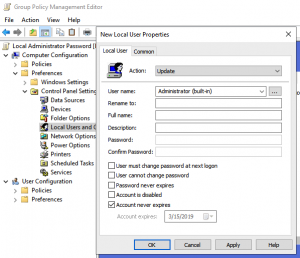 Group Policy Management Editor
File Action View Help
Local Administrator Password [
Computer Configuration
Policies
Preferences
Windows Settings
Control Panel Setting
Data Sources
Devices
Folder Options
Local Users and G
Network Options
Power Options
Printers
Scheduled Tasks
Services
User Configuration
Policies
Preferences
New Local User Properties
Local User Common
Action: Update
User name: Administrator (built-in) ...
Rename to:
Full name:
Description:
Password:
Confirm Password:
User must change password at next logon
User cannot change password
Password never expires
Account is disabled
Account never expires
Account expires: 3/15/2019
OK Cancel Apply Help